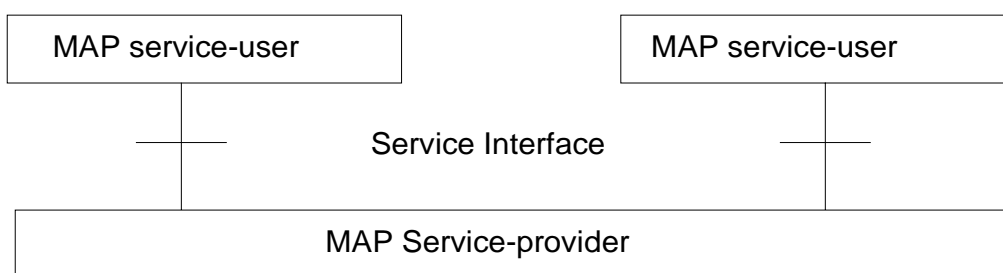 MAP service-user
MAP service-user
Service Interface
MAP Service-provider